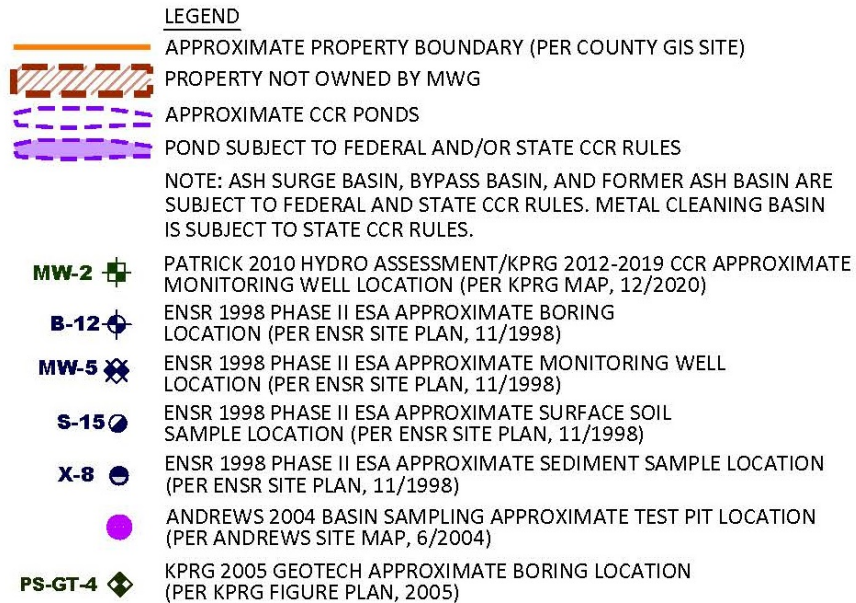 LEGEND
APPROXIMATE PROPERTY BOUNDARY (PER COUNTY GIS SITE)
PROPERTY NOT OWNED BY MWG
APPROXIMATE CCR PONDS
POND SUBJECT TO FEDERAL AND/OR STATE CCR RULES
NOTE: ASH SURGE BASIN, BYPASS BASIN, AND FORMER ASH BASIN ARE
SUBJECT TO FEDERAL AND STATE CCR RULES. METAL CLEANING BASIN
IS SUBJECT TO STATE CCR RULES.
MW-2 PATRICK 2010 HYDRO ASSESSMENT/KPRG 2012-2019 CCR APPROXIMATE
MONITORING WELL LOCATION (PER KPRG MAP, 12/2020)
B-12 ENSR 1998 PHASE II ESA APPROXIMATE BORING
LOCATION (PER ENSR SITE PLAN, 11/1998)
MW-5 ENSR 1998 PHASE II ESA APPROXIMATE MONITORING WELL
LOCATION (PER ENSR SITE PLAN, 11/1998)
S-15 ENSR 1998 PHASE II ESA APPROXIMATE SURFACE SOIL
SAMPLE LOCATION (PER ENSR SITE PLAN, 11/1998)
X-8 ENSR 1998 PHASE II ESA APPROXIMATE SEDIMENT SAMPLE LOCATION
(PER ENSR SITE PLAN, 11/1998)
ANDREWS 2004 BASIN SAMPLING APPROXIMATE TEST PIT LOCATION
(PER ANDREWS SITE MAP, 6/2004)
PS-GT-4 KPRG 2005 GEOTECH APPROXIMATE BORING LOCATION
(PER KPRG FIGURE PLAN, 2005)